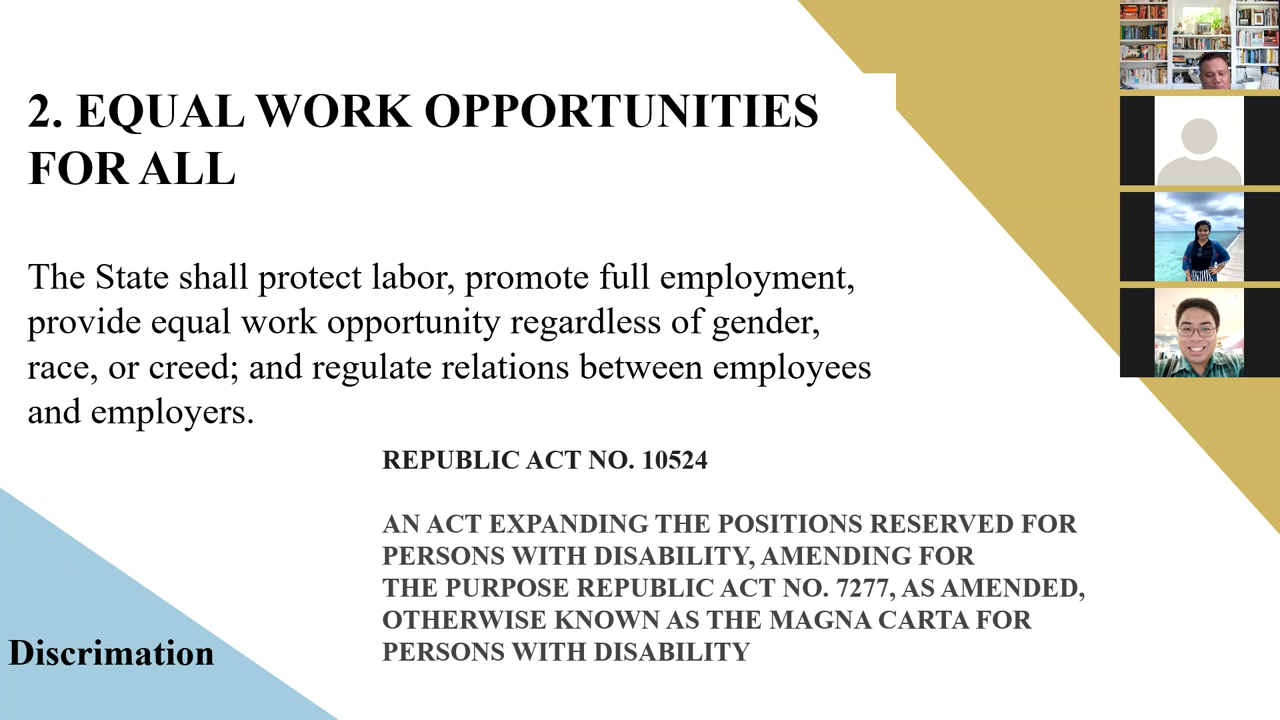 2. EQUAL WORK OPPORTUNITIES
FOR ALL
The State shall protect labor, promote full employment,
provide equal work opportunity regardless of gender,
race, or creed; and regulate relations between employees
and employers.
REPUBLIC ACT NO. 10524
AN ACT EXPANDING THE POSITIONS RESERVED FOR
PERSONS WITH DISABILITY, AMENDING FOR
THE PURPOSE REPUBLIC ACT NO. 7277, AS AMENDED,
OTHERWISE KNOWN AS THE MAGNA CARTA FOR
PERSONS WITH DISABILITY
Discrimation